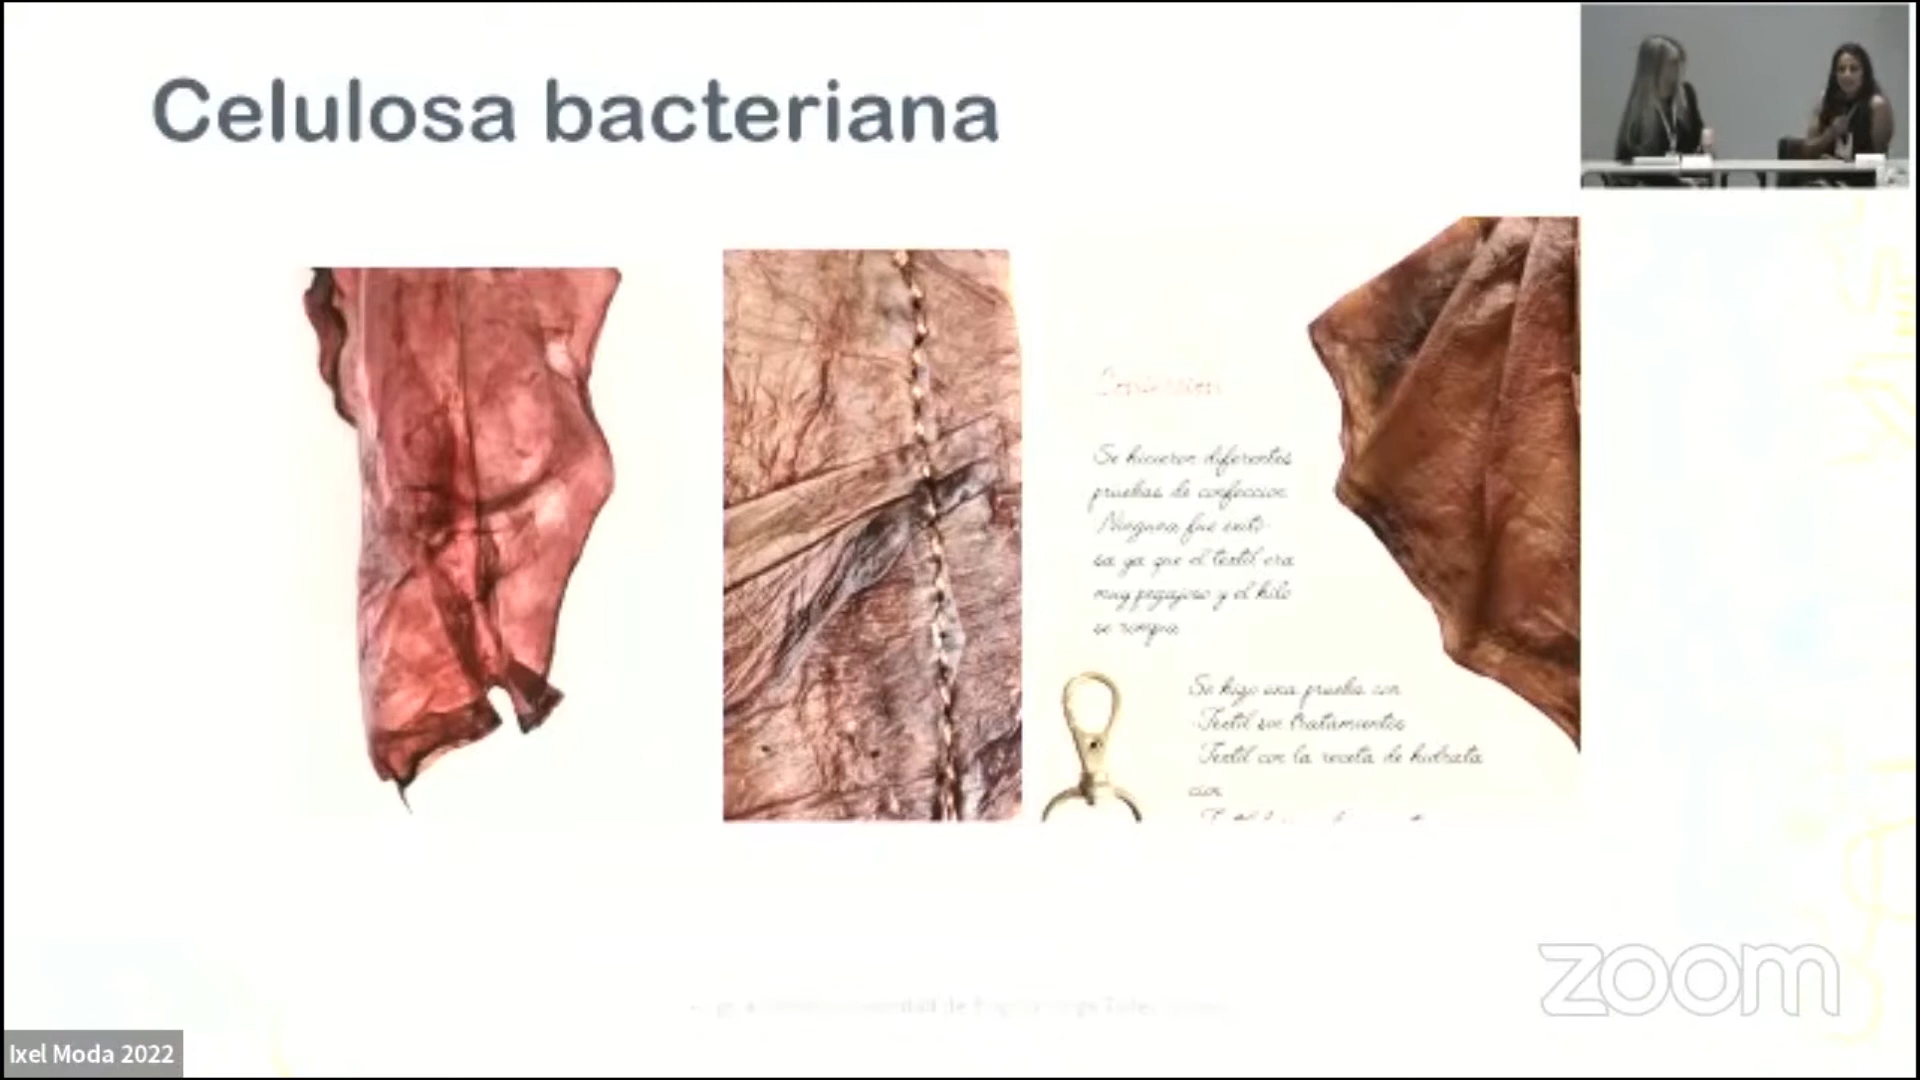 Celulosa bacteriana
Confeccion
Se hicieron diferentes
pruebas de confeccion.
Ninguna fue exito-
sa ya que el textil era
muy pegajoso y el hilo
se rompia
Se hizo una prueba con
-Textil sin tratamientos
-Textil con la receta de hidrata
cion
zoom
Ixel Moda 2022